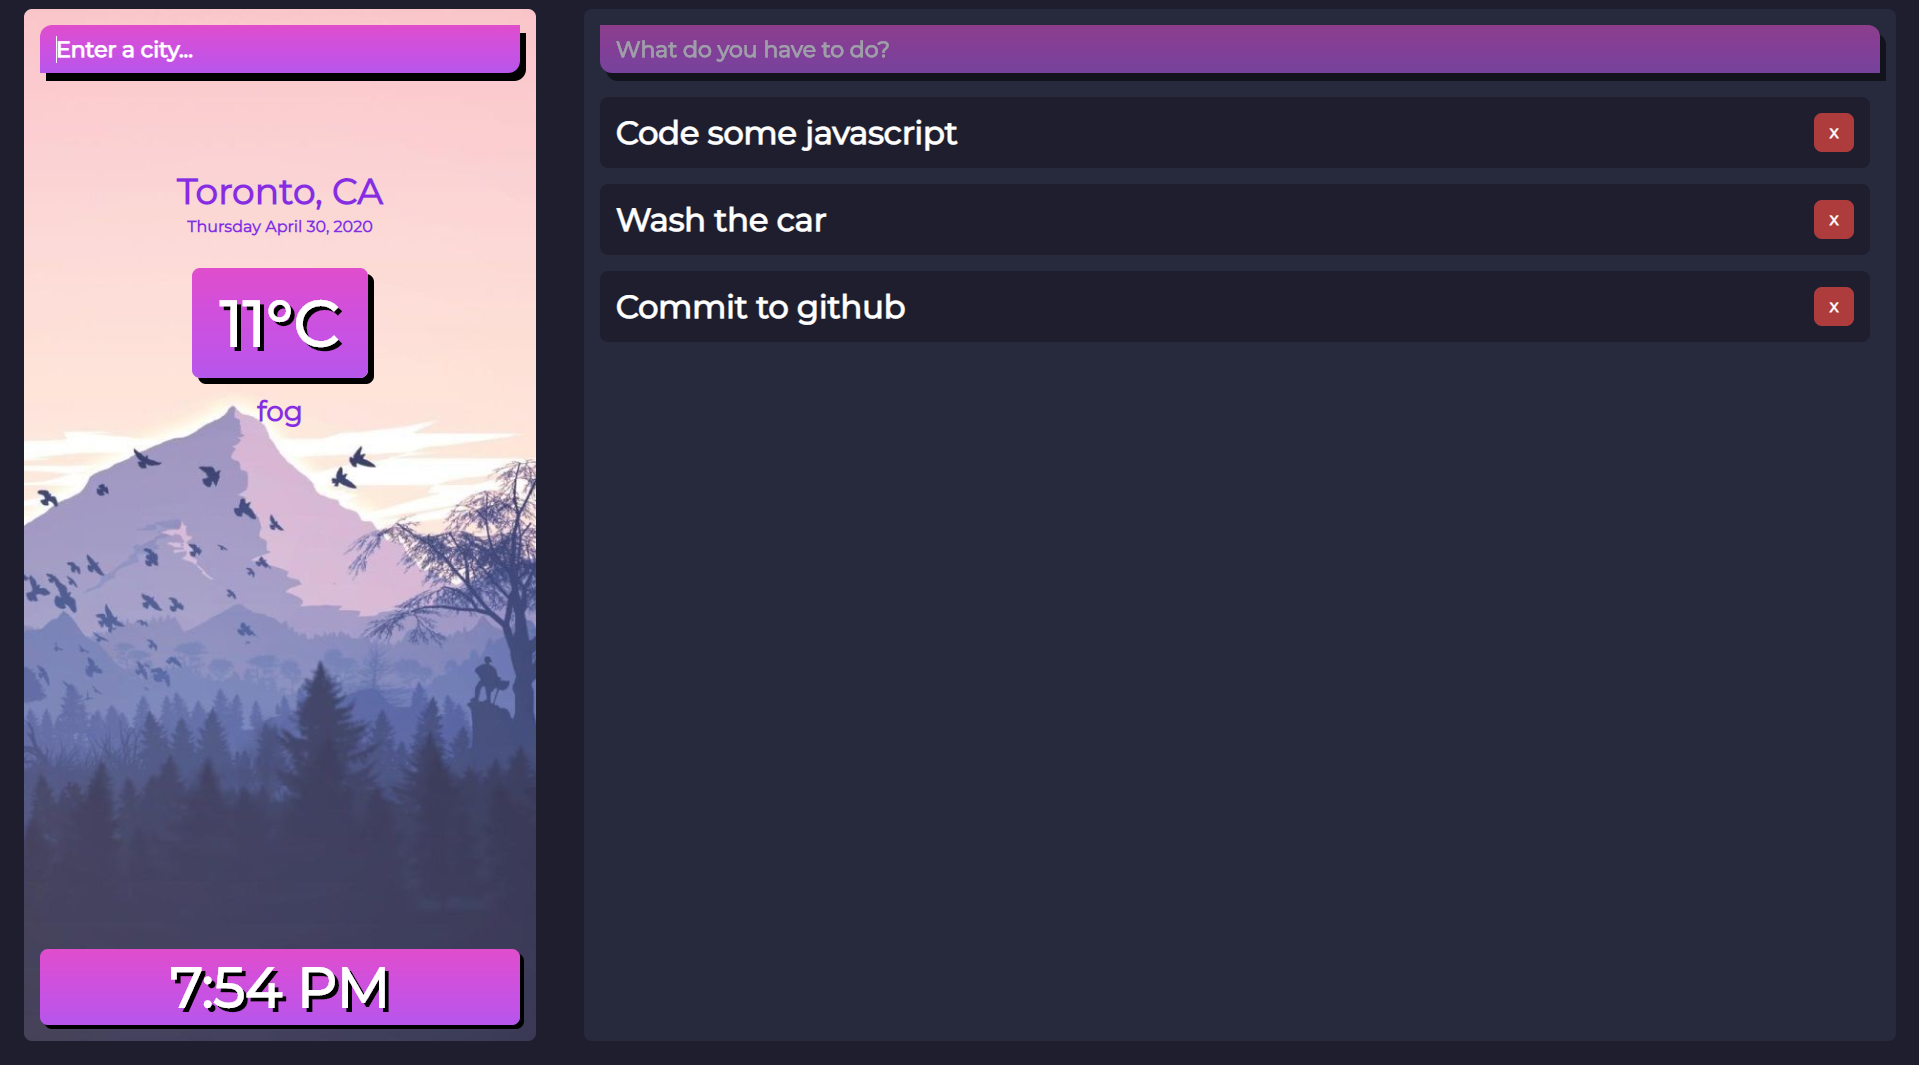 Enter a city...
Toronto, CA
Thursday April 30, 2020
11°C
fog
7:54 PM
What do you have to do?
Code some javascript
x
Wash the car
x
Commit to github
x